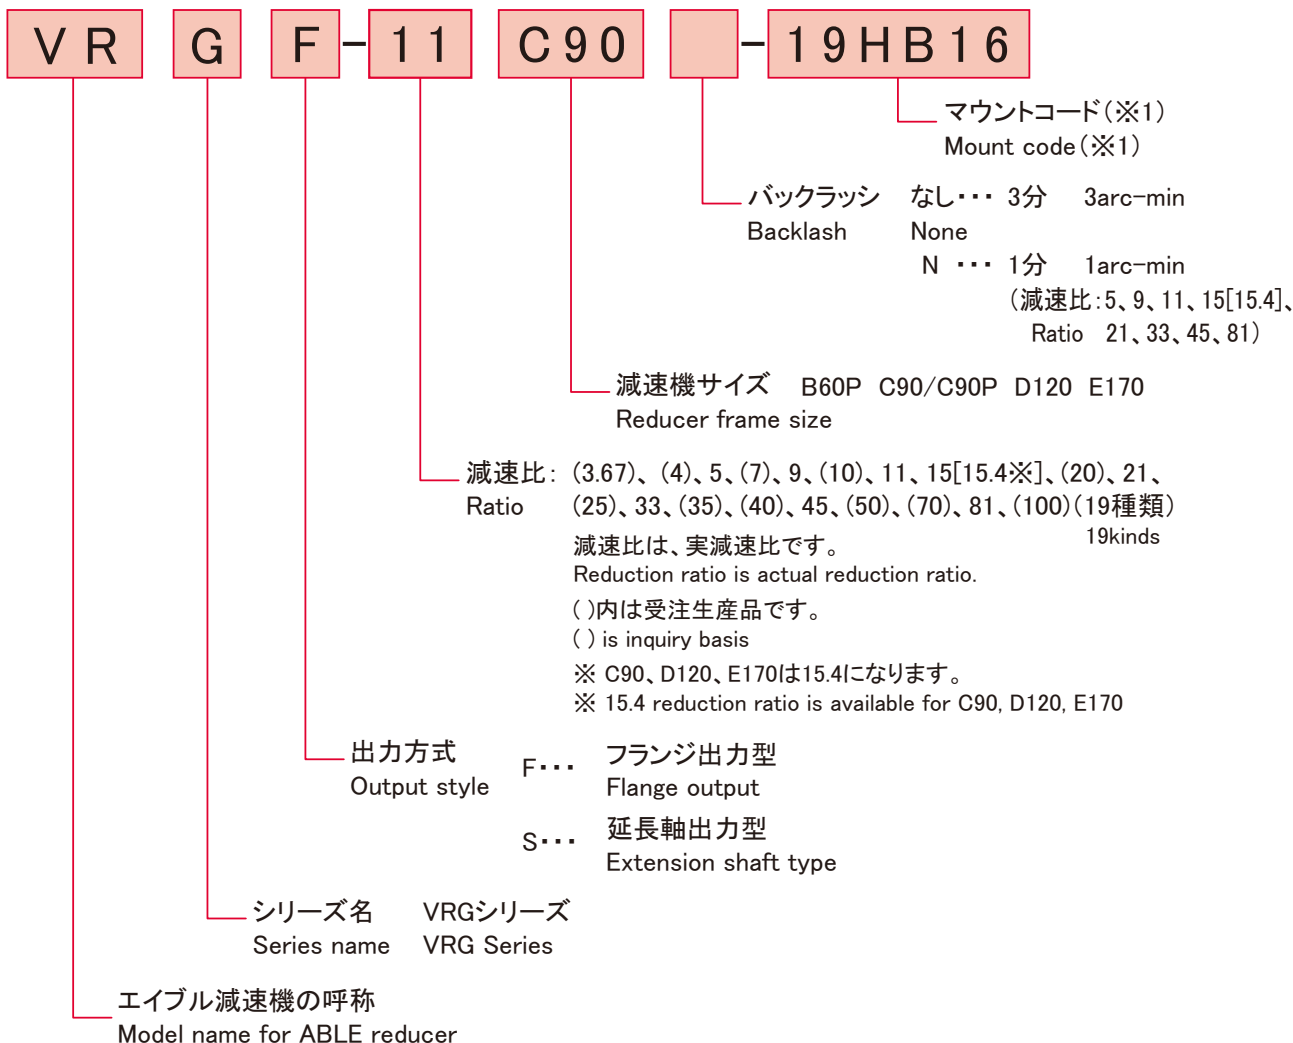 VR G F-11 C90 -19HB16
マウントコード(※1)
Mount code(※1)
バックラッシ なし・・・ 3分 3arc-min
Backlash None
N ・・・ 1分 1arc-min
(減速比:5、9、11、15[15.4]、
Ratio 21、33、45、81)
減速機サイズ B60P C90/C90P D120 E170
Reducer frame size
減速比: (3.67)、(4)、5、(7)、9、(10)、11、15[15.4※]、(20)、21、
Ratio (25)、33、(35)、(40)、45、(50)、(70)、81、(100)(19種類)
19kinds
減速比は、実減速比です。
Reduction ratio is actual reduction ratio.
( )内は受注生産品です。
( ) is inquiry basis
※ C90、D120、E170は15.4になります。
※ 15.4 reduction ratio is available for C90, D120, E170
出力方式 F・・・ フランジ出力型
Output style Flange output
S・・・ 延長軸出力型
Extension shaft type
シリーズ名 VRGシリーズ
Series name VRG Series
エイブル減速機の呼称
Model name for ABLE reducer